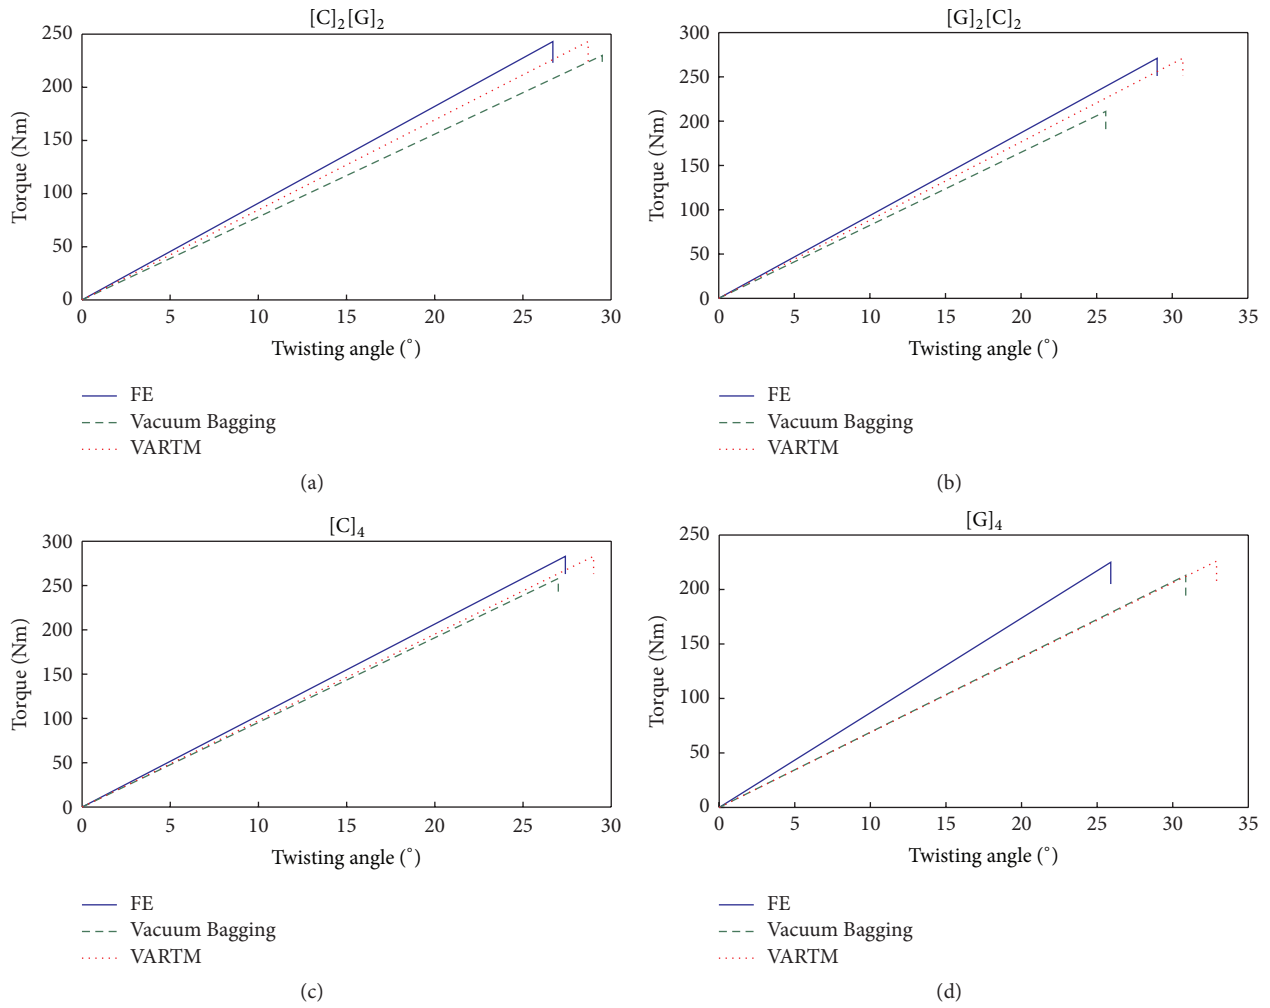 [C]₂[G]₂
250
200
150
100
50
0
Torque (Nm)
0 5 10 15 20 25 30
Twisting angle (°)
FE
Vacuum Bagging
VARTM
(a)
[G]₂[C]₂
300
250
200
150
100
50
0
Torque (Nm)
0 5 10 15 20 25 30 35
Twisting angle (°)
FE
Vacuum Bagging
VARTM
(b)
[C]₄
300
250
200
150
100
50
0
Torque (Nm)
0 5 10 15 20 25 30
Twisting angle (°)
FE
Vacuum Bagging
VARTM
(c)
[G]₄
250
200
150
100
50
0
Torque (Nm)
0 5 10 15 20 25 30 35
Twisting angle (°)
FE
Vacuum Bagging
VARTM
(d)